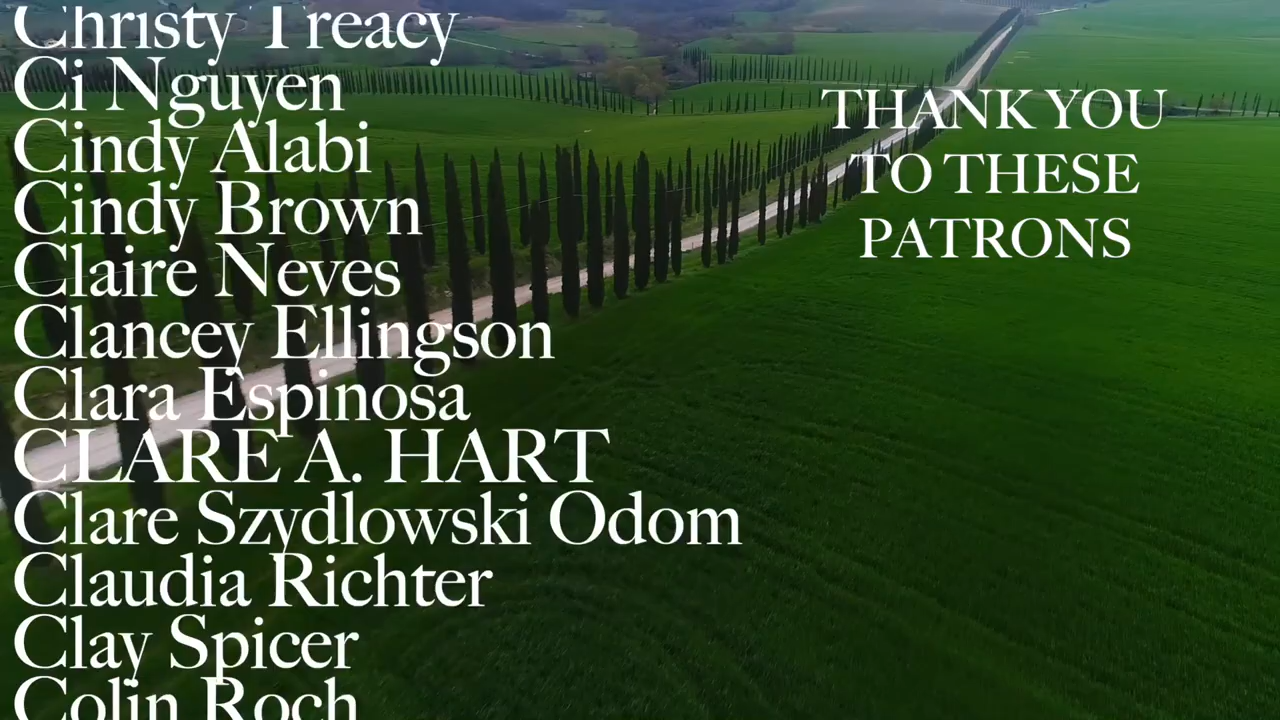 Christy Treacy
Ci Nguyen
Cindy Alabi
Cindy Brown
Claire Neves
Clancey Ellingson
Clara Espinosa
CLARE A. HART
Clare Szydlowski Odom
Claudia Richter
Clay Spicer
Colin Roch
THANK YOU
TO THESE
PATRONS